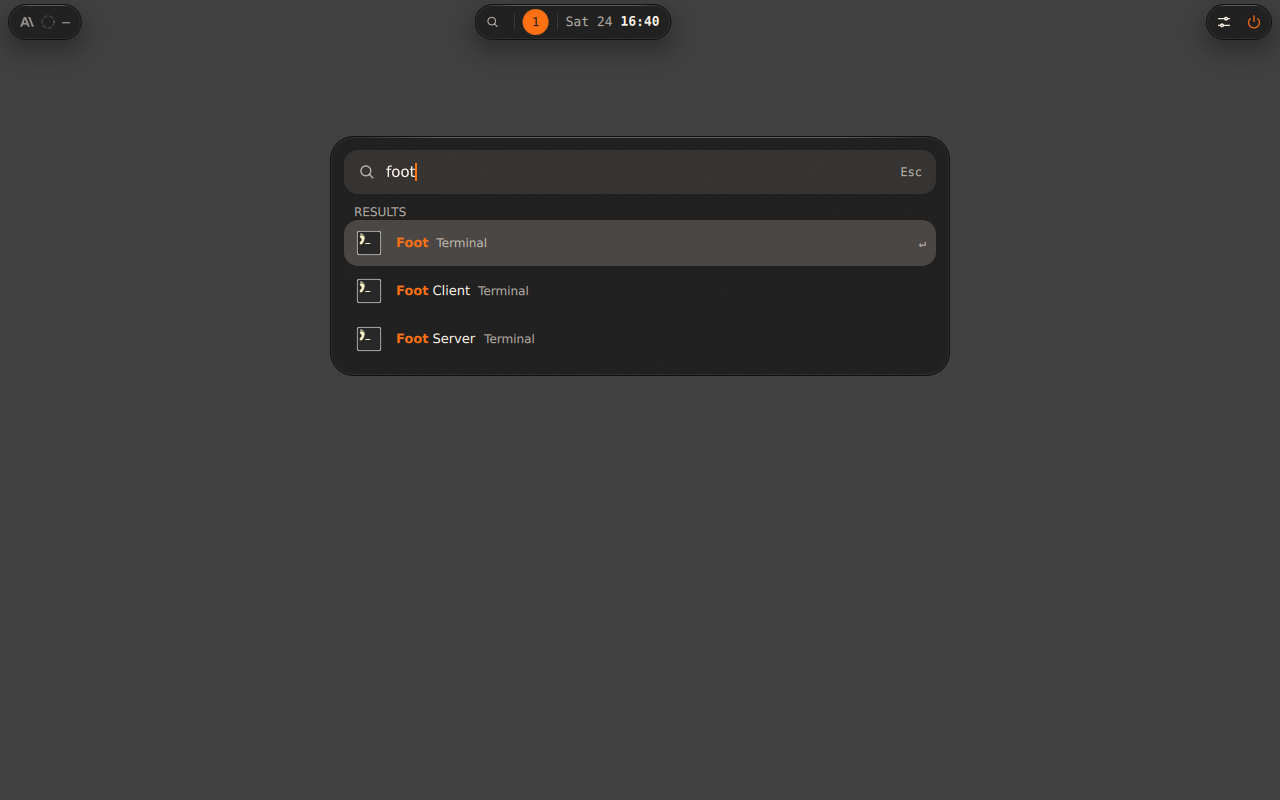 A\ –
1 Sat 24 16:40
foot Esc
RESULTS
Foot Terminal ↵
Foot Client Terminal
Foot Server Terminal